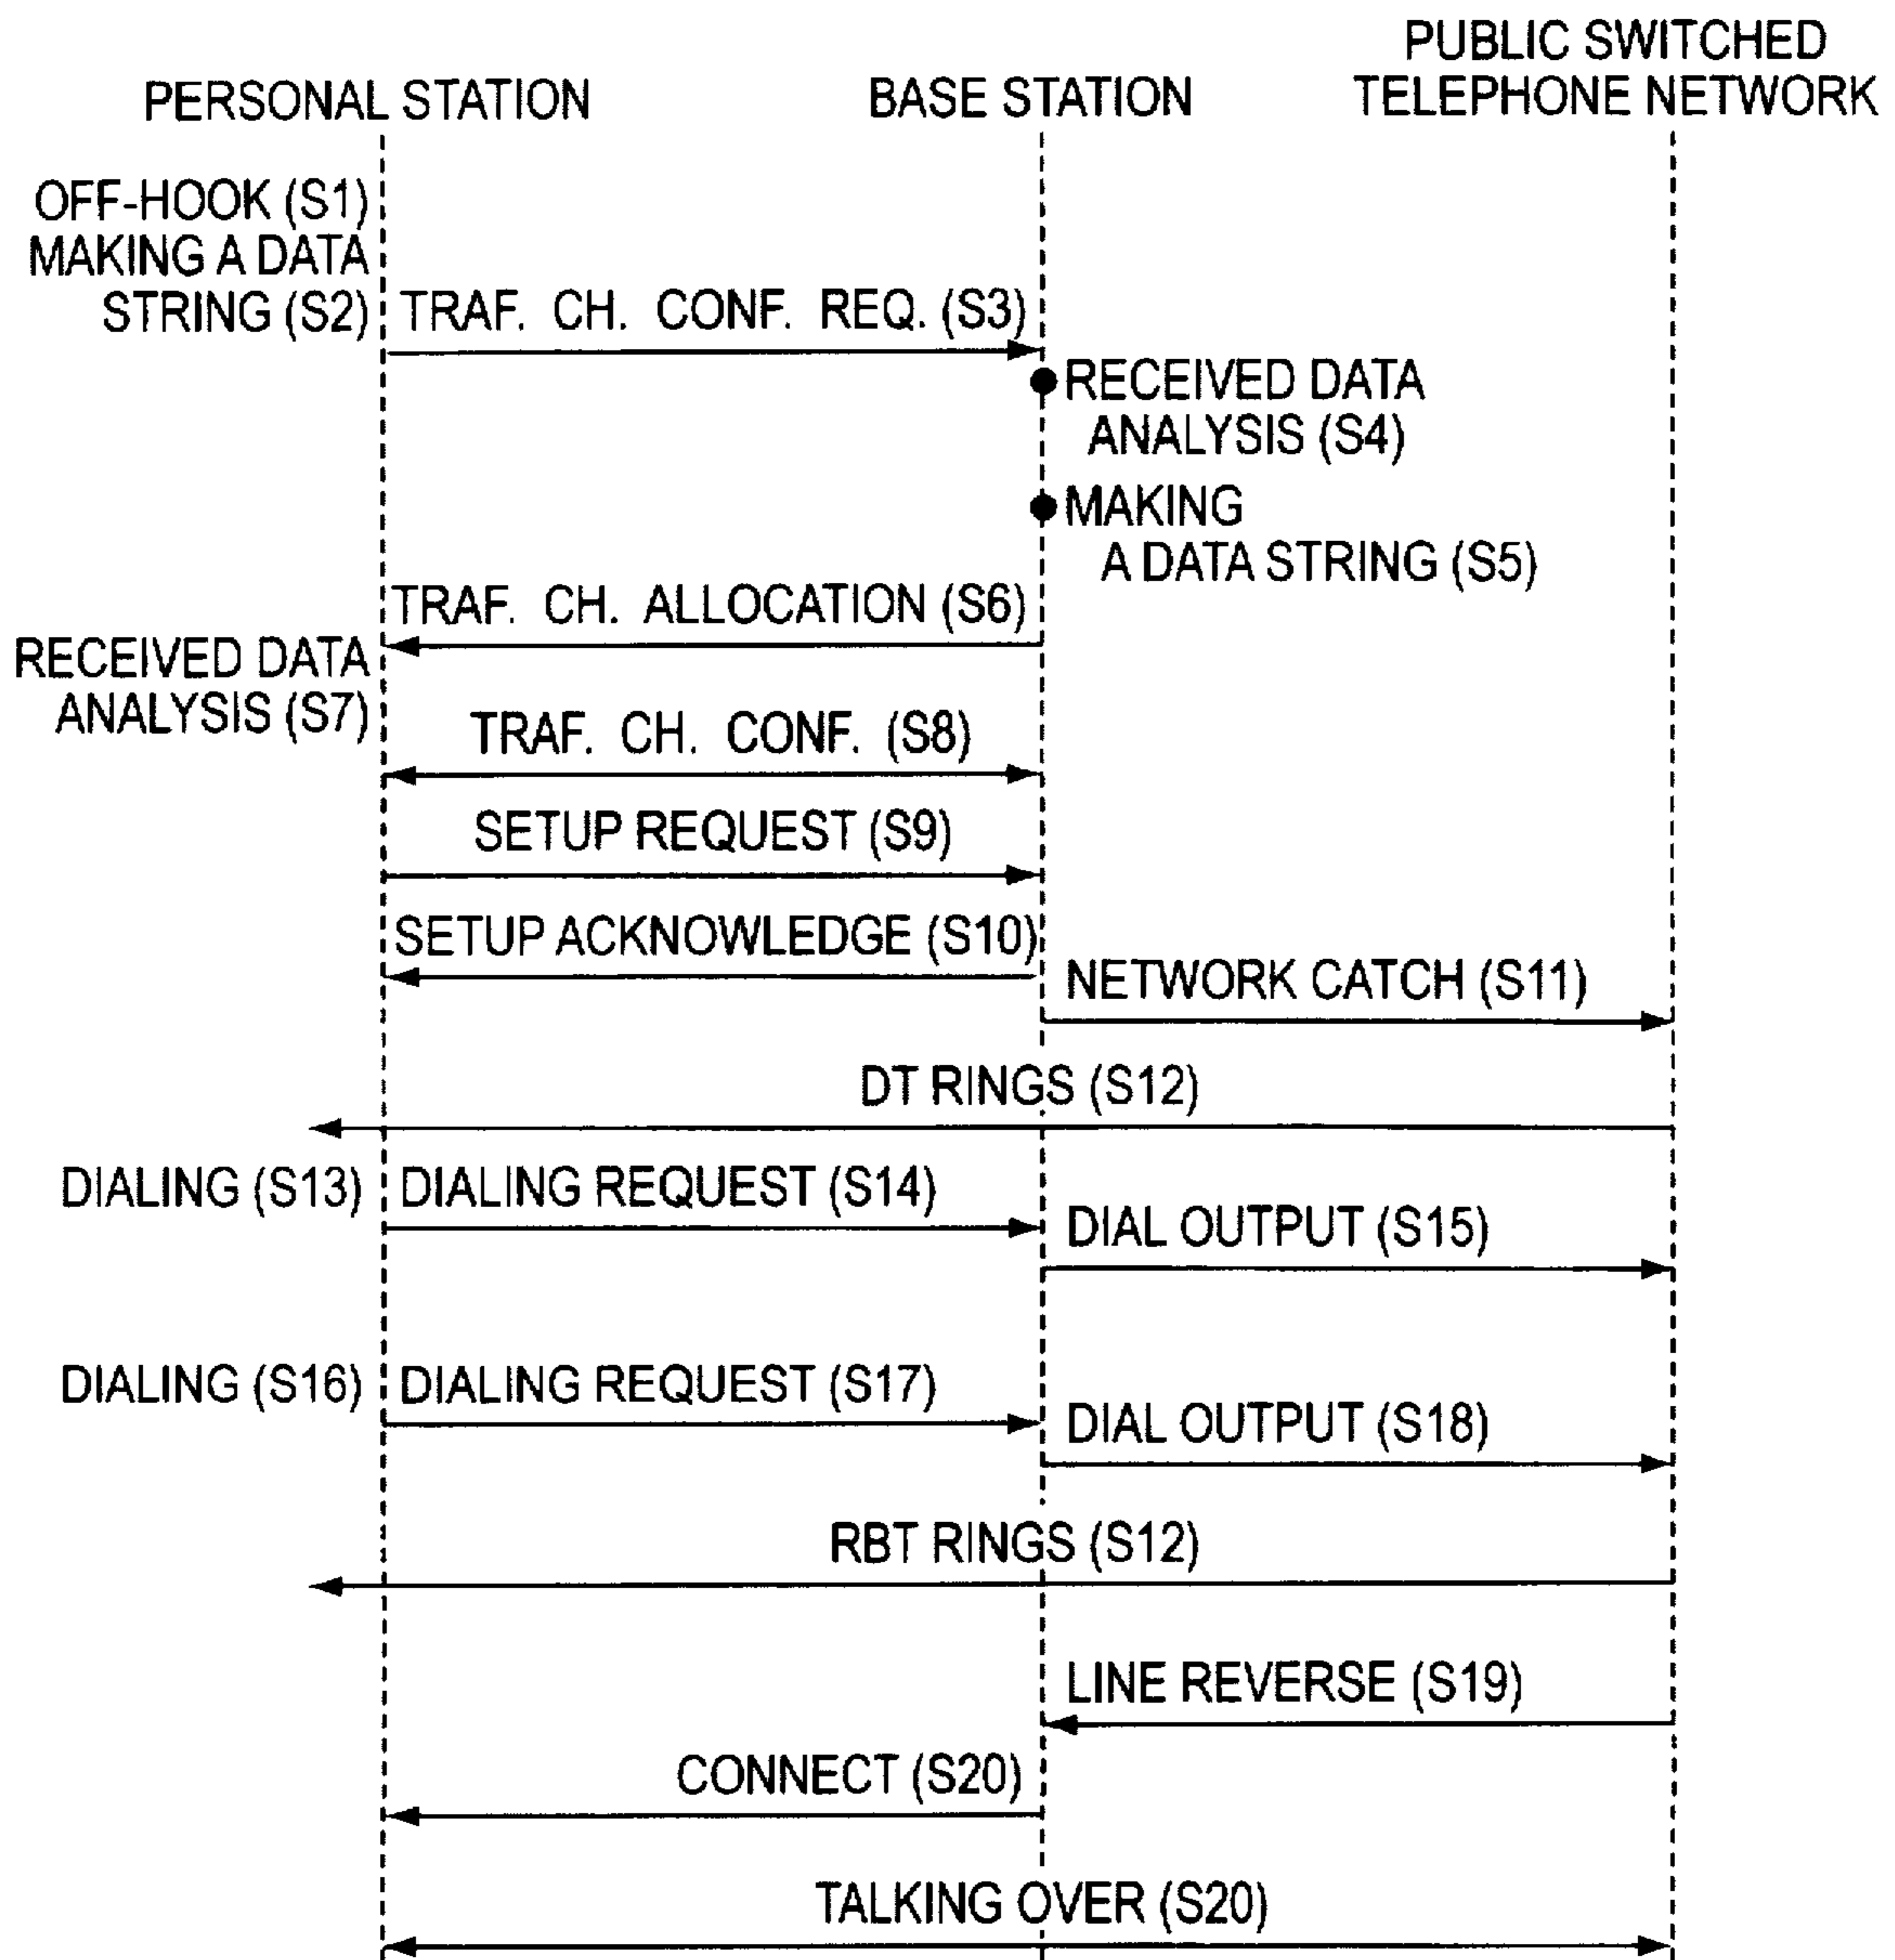 PERSONAL STATION
BASE STATION
PUBLIC SWITCHED
TELEPHONE NETWORK
OFF-HOOK (S1)
MAKING A DATA
STRING (S2)
TRAF. CH. CONF. REQ. (S3)
RECEIVED DATA
ANALYSIS (S4)
MAKING
A DATA STRING (S5)
TRAF. CH. ALLOCATION (S6)
RECEIVED DATA
ANALYSIS (S7)
TRAF. CH. CONF. (S8)
SETUP REQUEST (S9)
SETUP ACKNOWLEDGE (S10)
NETWORK CATCH (S11)
DT RINGS (S12)
DIALING (S13)
DIALING REQUEST (S14)
DIAL OUTPUT (S15)
DIALING (S16)
DIALING REQUEST (S17)
DIAL OUTPUT (S18)
RBT RINGS (S12)
LINE REVERSE (S19)
CONNECT (S20)
TALKING OVER (S20)